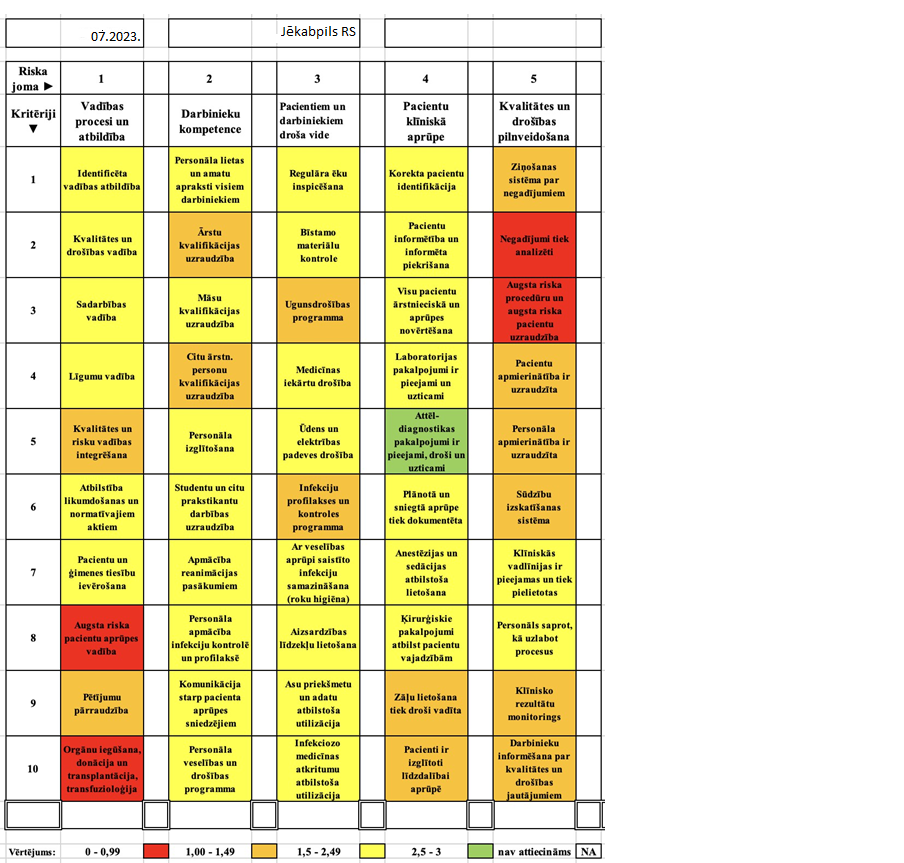 07.2023.
Jēkabpils RS
Riska
joma ►
1
2
3
4
5
Kritēriji
▼
Vadības
procesi un
atbildība
Darbinieku
kompetence
Pacientiem un
darbiniekiem
droša vide
Pacientu
klīniskā
aprūpe
Kvalitātes un
drošības
pilnveidošana
1
Identificēta
vadības atbildība
Personāla lietas
un amatu
apraksti visiem
darbiniekiem
Regulāra ēku
inspicēšana
Korekta pacientu
identifikācija
Ziņošanas
sistēma par
negadījumiem
2
Kvalitātes un
drošības vadība
Ārstu
kvalifikācijas
uzraudzība
Bīstamo
materiālu
kontrole
Pacientu
informētība un
informēta
piekrišana
Negadījumi tiek
analizēti
3
Sadarbības
vadība
Māsu
kvalifikācijas
uzraudzība
Ugunsdrošības
programma
Visu pacientu
ārstnieciskā un
aprūpes
novērtēšana
Augsta riska
procedūru un
augsta riska
pacientu
uzraudzība
4
Līgumu vadība
Citu ārstn.
personu
kvalifikācijas
uzraudzība
Medicīnas
iekārtu drošība
Laboratorijas
pakalpojumi ir
pieejami un
uzticami
Pacientu
apmierinātība ir
uzraudzīta
5
Kvalitātes un
risku vadības
integrēšana
Personāla
izglītošana
Ūdens un
elektrības
padeves drošība
Attēl-
diagnostikas
pakalpojumi ir
pieejami, droši un
uzticami
Personāla
apmierinātība ir
uzraudzīta
6
Atbilstība
likumdošanas un
normatīvajiem
aktiem
Studentu un citu
prakstikantu
darbības
uzraudzība
Infekciju
profilakses un
kontroles
programma
Plānotā un
sniegtā aprūpe
tiek dokumentēta
Sūdzību
izskatīšanas
sistēma
7
Pacientu un
ģimenes tiesību
ievērošana
Apmācība
reanimācijas
pasākumiem
Ar veselības
aprūpi saistīto
infekciju
samazināšana
(roku higiēna)
Anestēzijas un
sedācijas
atbilstoša
lietošana
Klīniskās
vadlīnijas ir
pieejamas un tiek
pielietotas
8
Augsta riska
pacientu aprūpes
vadība
Personāla
apmācība
infekciju kontrolē
un profilaksē
Aizsardzības
līdzekļu lietošana
Ķirurģiskie
pakalpojumi
atbilst pacientu
vajadzībām
Personāls saprot,
kā uzlabot
procesus
9
Pētījumu
pārraudzība
Komunikācija
starp pacienta
aprūpes
sniedzējiem
Asu priekšmetu
un adatu
atbilstoša
utilizācija
Zāļu lietošana
tiek droši vadīta
Klīnisko
rezultātu
monitorings
10
Orgānu iegūšana,
donācija un
transplantācija,
transfuzioloģija
Personāla
veselības un
drošības
programma
Infekciozo
medicīnas
atkritumu
atbilstoša
utilizācija
Pacienti ir
izglītoti
līdzdalībai
aprūpē
Darbinieku
informēšana par
kvalitātes un
drošības
jautājumiem
Vērtējums: 0 - 0,99 1,00 - 1,49 1,5 - 2,49 2,5 - 3 nav attiecināms NA